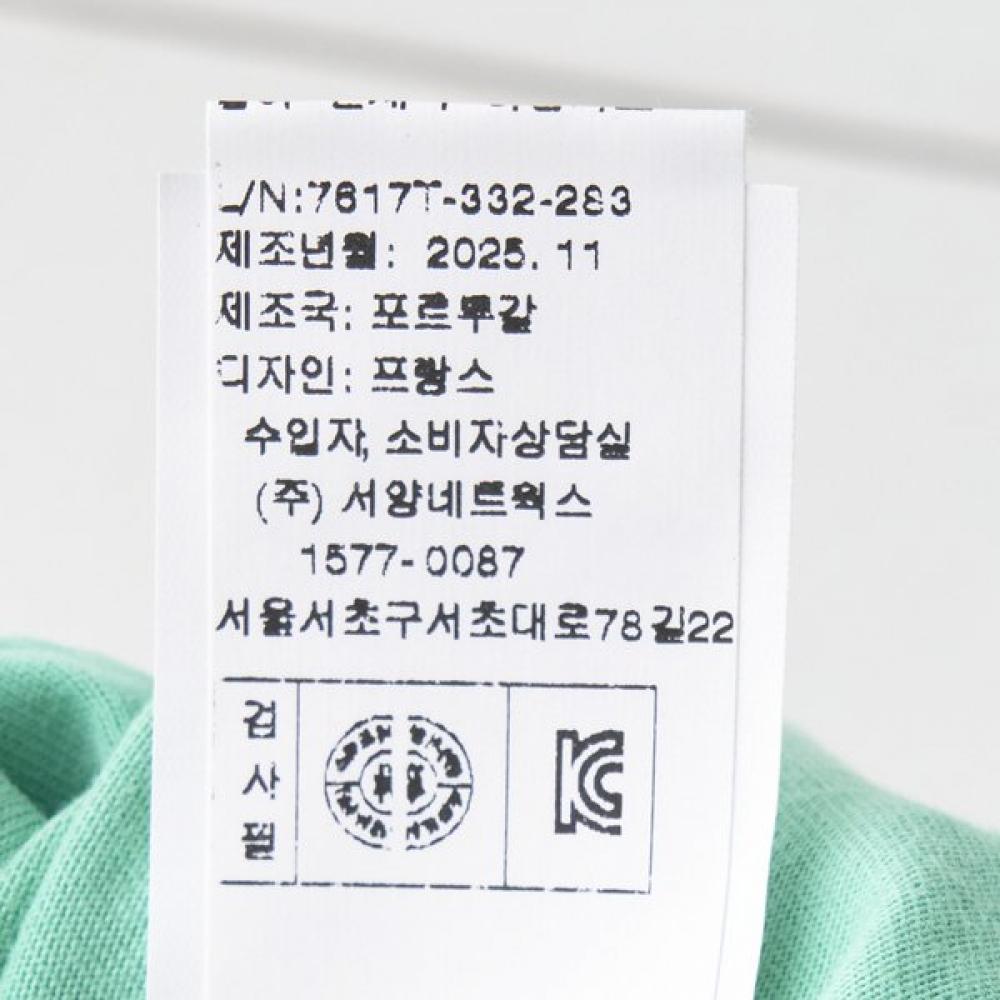 L/N:7617T-332-283
제조년월: 2025. 11
제조국: 포르투갈
디자인: 프랑스
수입자, 소비자상담실
(주) 서양네트웍스
1577-0087
서울서초구서초대로78길22
검
사
필
KC